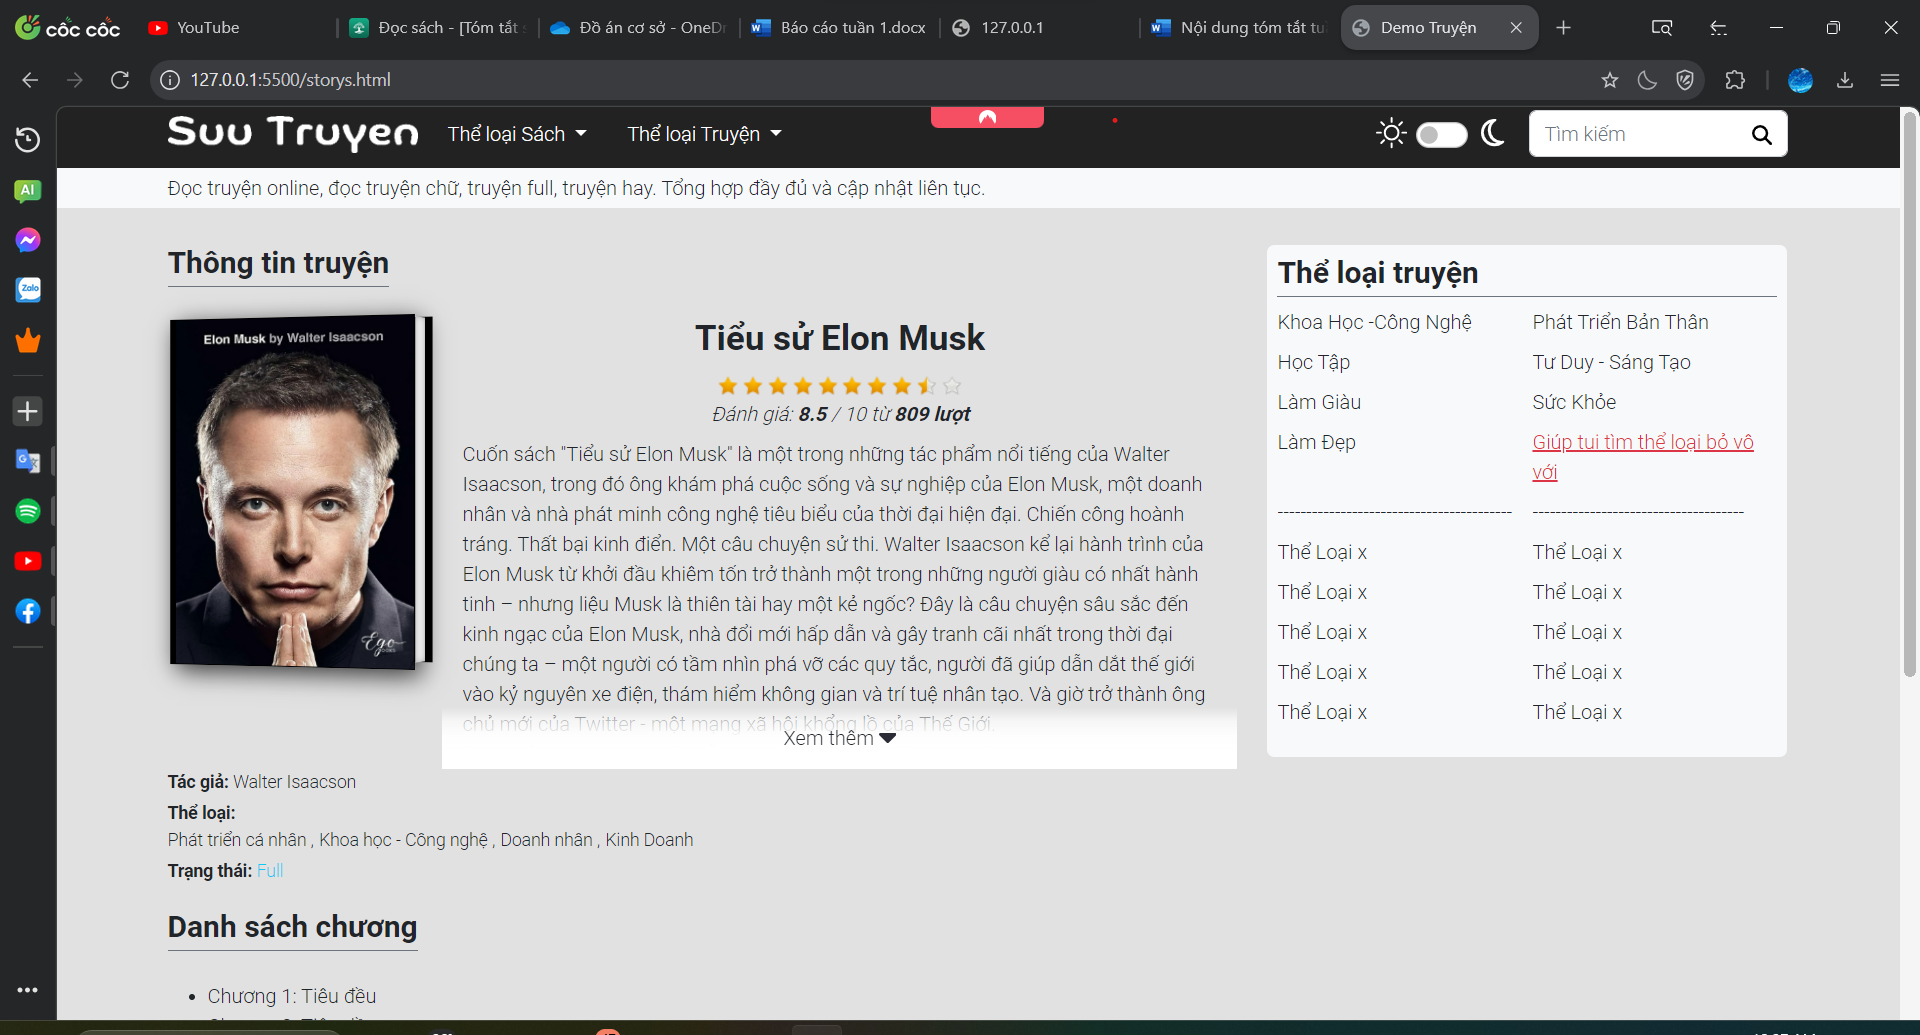 cốc cốc
YouTube
Đọc sách - [Tóm tắt s
Đồ án cơ sở - OneDr
Báo cáo tuần 1.docx
127.0.0.1
Nội dung tóm tắt tu
Demo Truyện
127.0.0.1:5500/storys.html
AI
Zalo
Suu Truyen
Thể loại Sách
Thể loại Truyện
Tìm kiếm
Đọc truyện online, đọc truyện chữ, truyện full, truyện hay. Tổng hợp đầy đủ và cập nhật liên tục.
Thông tin truyện
Elon Musk by Walter Isaacson
Ego
Tiểu sử Elon Musk
Đánh giá: 8.5 / 10 từ 809 lượt
Cuốn sách "Tiểu sử Elon Musk" là một trong những tác phẩm nổi tiếng của Walter
Isaacson, trong đó ông khám phá cuộc sống và sự nghiệp của Elon Musk, một doanh
nhân và nhà phát minh công nghệ tiêu biểu của thời đại hiện đại. Chiến công hoành
tráng. Thất bại kinh điển. Một câu chuyện sử thi. Walter Isaacson kể lại hành trình của
Elon Musk từ khởi đầu khiêm tốn trở thành một trong những người giàu có nhất hành
tinh – nhưng liệu Musk là thiên tài hay một kẻ ngốc? Đây là câu chuyện sâu sắc đến
kinh ngạc của Elon Musk, nhà đổi mới hấp dẫn và gây tranh cãi nhất trong thời đại
chúng ta – một người có tầm nhìn phá vỡ các quy tắc, người đã giúp dẫn dắt thế giới
vào kỷ nguyên xe điện, thám hiểm không gian và trí tuệ nhân tạo. Và giờ trở thành ông
chủ mới của Twitter - một mạng xã hội khổng lồ của Thế Giới.
Xem thêm
Thể loại truyện
Khoa Học -Công Nghệ
Phát Triển Bản Thân
Học Tập
Tư Duy - Sáng Tạo
Làm Giàu
Sức Khỏe
Làm Đẹp
Giúp tui tìm thể loại bỏ vô
với
-----------------------------------------
-------------------------------------
Thể Loại x
Thể Loại x
Thể Loại x
Thể Loại x
Thể Loại x
Thể Loại x
Thể Loại x
Thể Loại x
Thể Loại x
Thể Loại x
Tác giả: Walter Isaacson
Thể loại:
Phát triển cá nhân , Khoa học - Công nghệ , Doanh nhân , Kinh Doanh
Trạng thái: Full
Danh sách chương
Chương 1: Tiêu đều